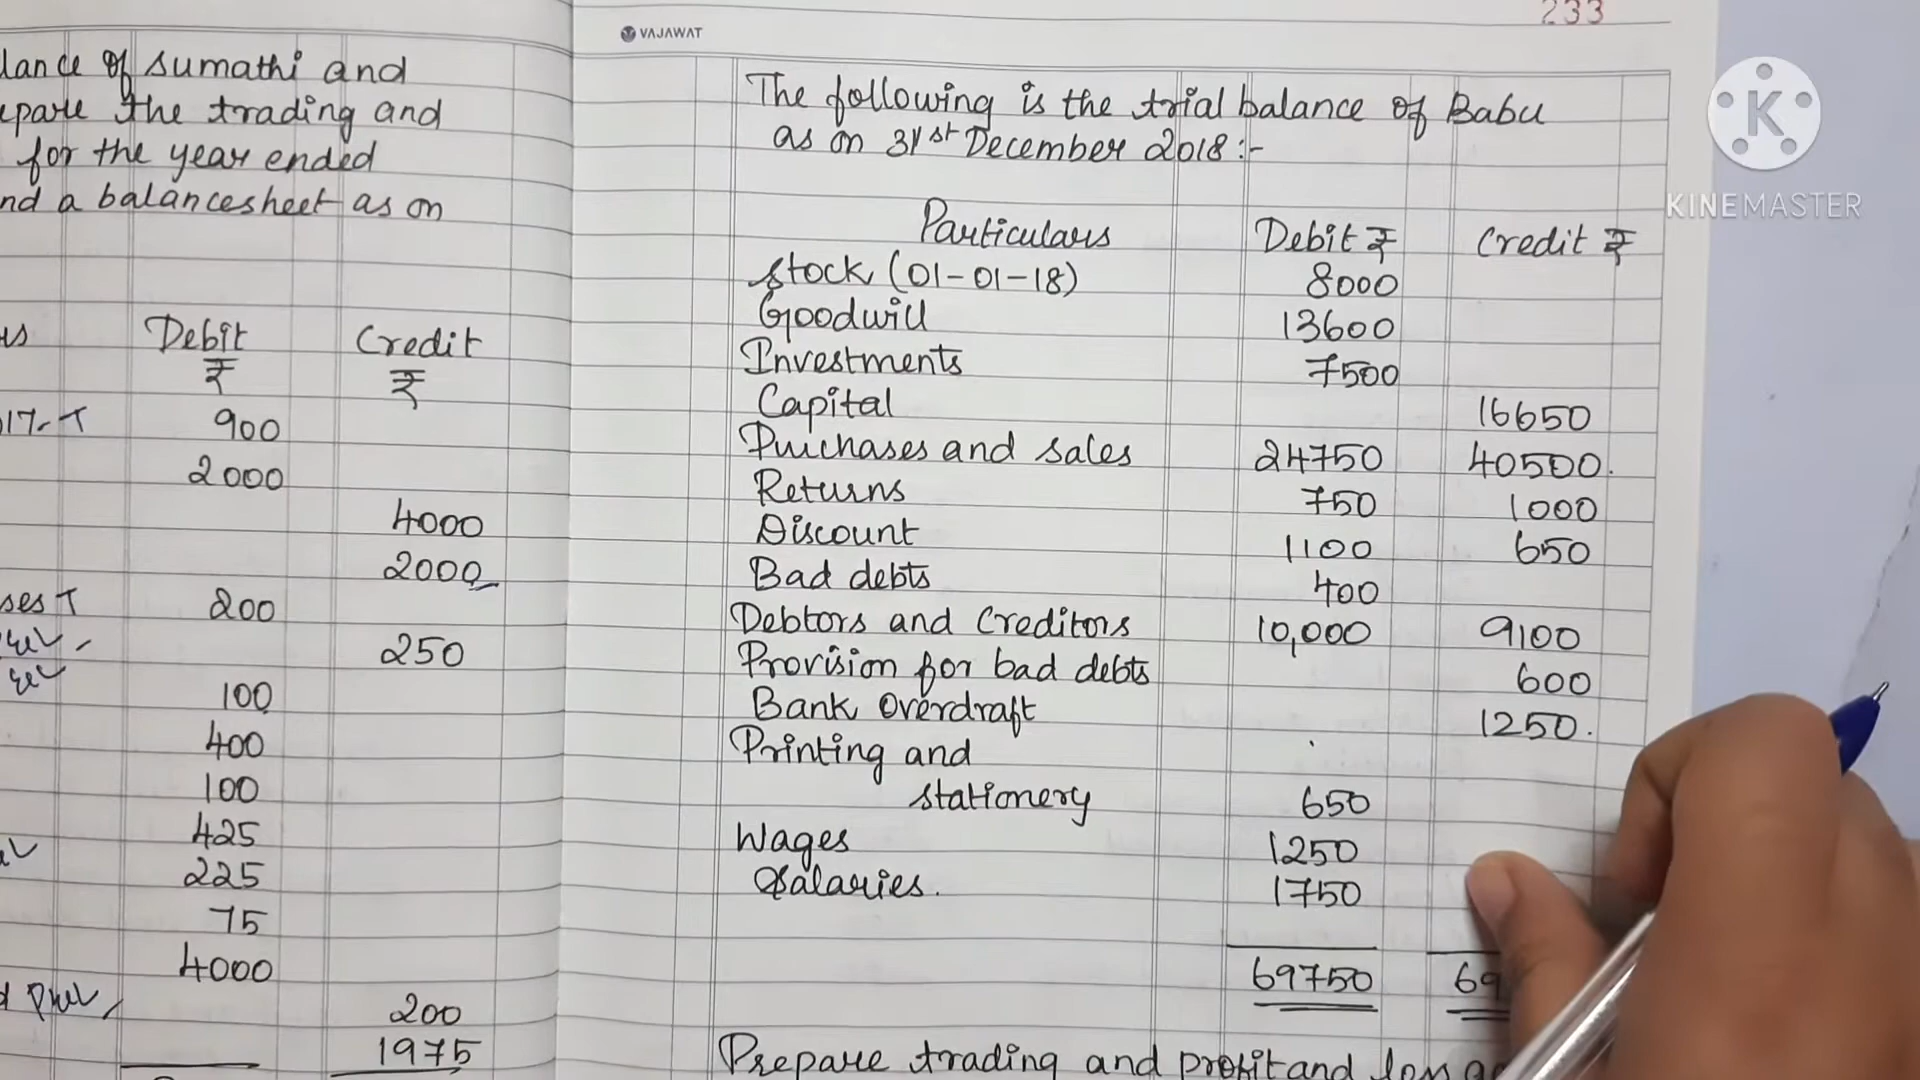 lance of sumathi and
epare the trading and
for the year ended
nd a balancesheet as on
Debit ₹
Credit ₹
17
900
2000
4000
2000
ses T
200
250
100
400
100
425
225
75
4000
200
1975
233
VAJAWAT
The following is the trial balance of Babu
as on 31st December 2018:-
Particulars Debit ₹ Credit ₹
Stock (01-01-18) 8000
Goodwill 13600
Investments 7500
Capital 16650
Purchases and sales 24750 40500.
Returns 750 1000
Discount 1100 650
Bad debts 400
Debtors and Creditors 10,000 9100
Provision for bad debts 600
Bank Overdraft 1250.
Printing and
stationery 650
Wages 1250
Salaries. 1750
69750 69
Prepare trading and profit and loss
K
KINEMASTER